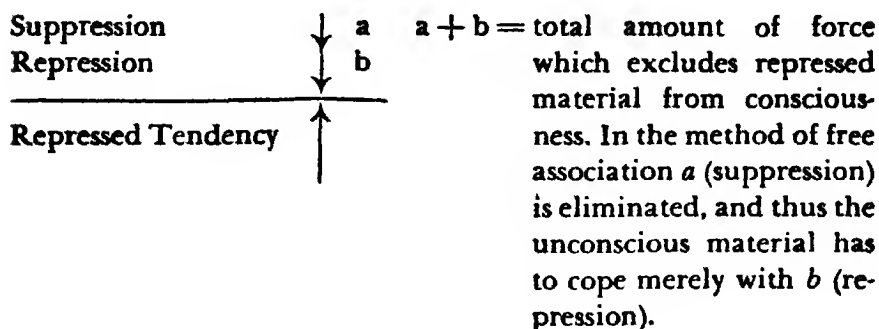 Suppression a a + b = total amount of force
Repression b which excludes repressed
material from conscious-
Repressed Tendency ness. In the method of free
association a (suppression)
is eliminated, and thus the
unconscious material has
to cope merely with b (re-
pression).